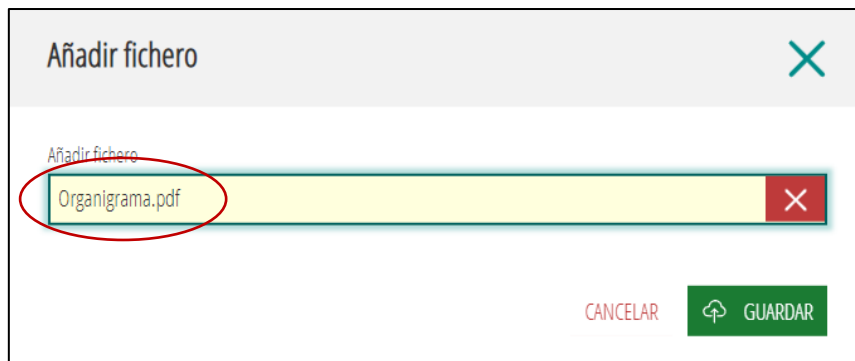 Añadir fichero
Añadir fichero
Organigrama.pdf
CANCELAR GUARDAR